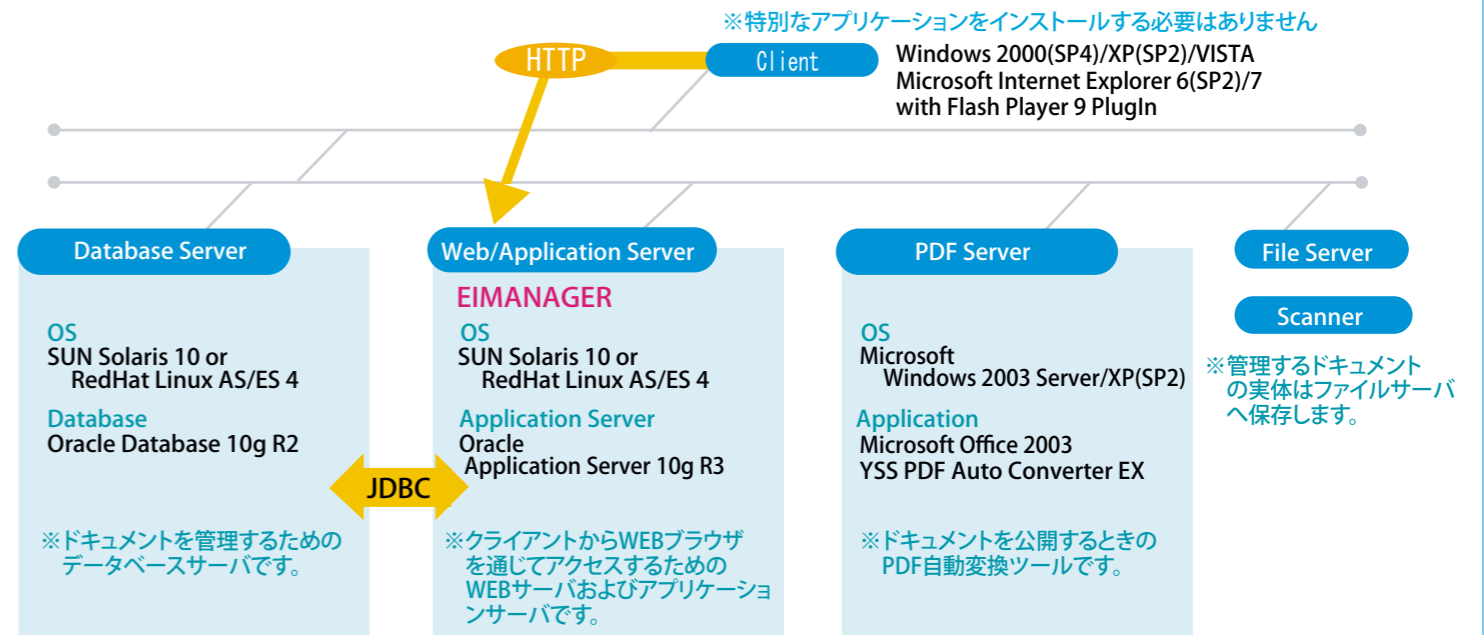 ※特別なアプリケーションをインストールする必要はありません
HTTP
Client
Windows 2000(SP4)/XP(SP2)/VISTA
Microsoft Internet Explorer 6(SP2)/7
with Flash Player 9 PlugIn
Database Server
OS
SUN Solaris 10 or
RedHat Linux AS/ES 4
Database
Oracle Database 10g R2
※ドキュメントを管理するための
データベースサーバです。
JDBC
Web/Application Server
EIMANAGER
OS
SUN Solaris 10 or
RedHat Linux AS/ES 4
Application Server
Oracle
Application Server 10g R3
※クライアントからWEBブラウザ
を通じてアクセスするための
WEBサーバおよびアプリケーショ
ンサーバです。
PDF Server
OS
Microsoft
Windows 2003 Server/XP(SP2)
Application
Microsoft Office 2003
YSS PDF Auto Converter EX
※ドキュメントを公開するときの
PDF自動変換ツールです。
File Server
Scanner
※管理するドキュメント
の実体はファイルサーバ
へ保存します。